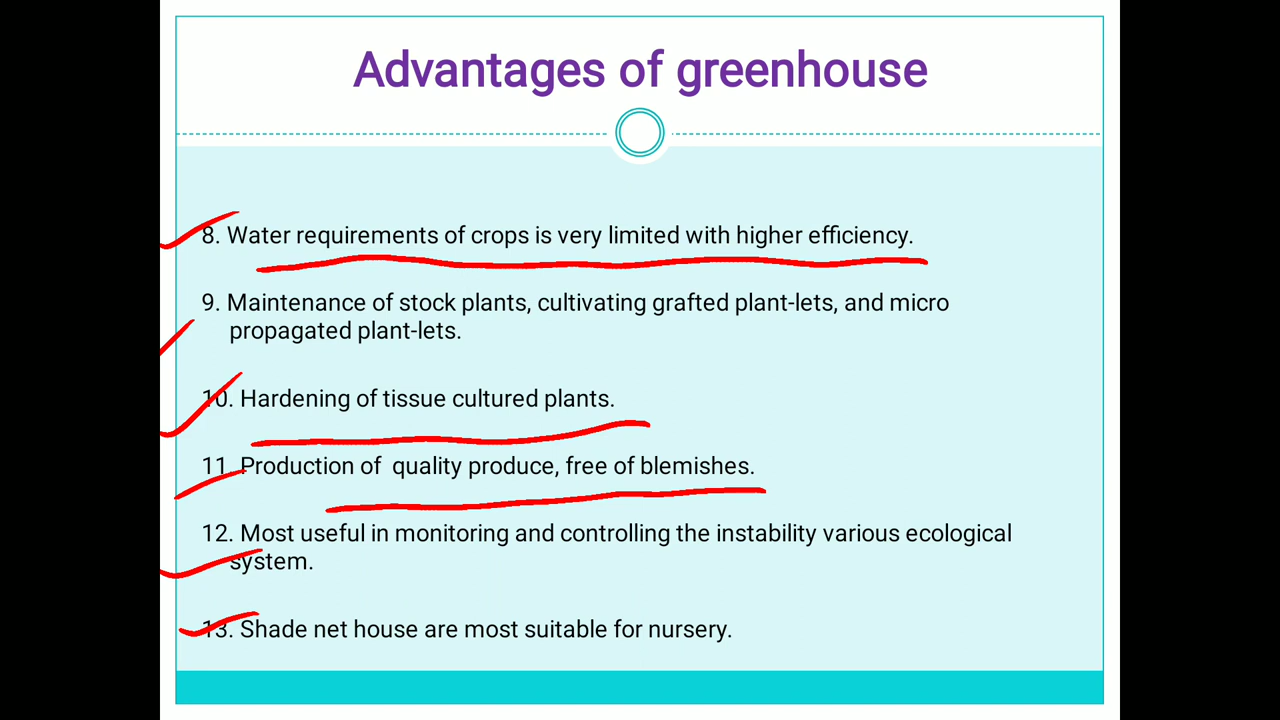 Advantages of greenhouse
8. Water requirements of crops is very limited with higher efficiency.
9. Maintenance of stock plants, cultivating grafted plant-lets, and micro
propagated plant-lets.
10. Hardening of tissue cultured plants.
11. Production of  quality produce, free of blemishes.
12. Most useful in monitoring and controlling the instability various ecological
system.
13. Shade net house are most suitable for nursery.